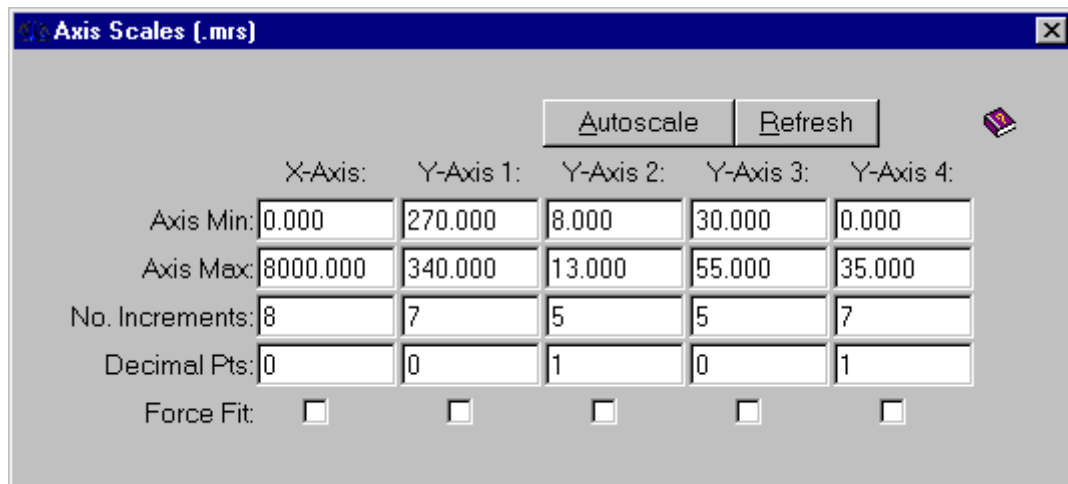 Axis Scales (.mrs)
Autoscale Refresh
X-Axis: Y-Axis 1: Y-Axis 2: Y-Axis 3: Y-Axis 4:
Axis Min: 0.000 270.000 8.000 30.000 0.000
Axis Max: 8000.000 340.000 13.000 55.000 35.000
No. Increments: 8 7 5 5 7
Decimal Pts: 0 0 1 0 1
Force Fit: